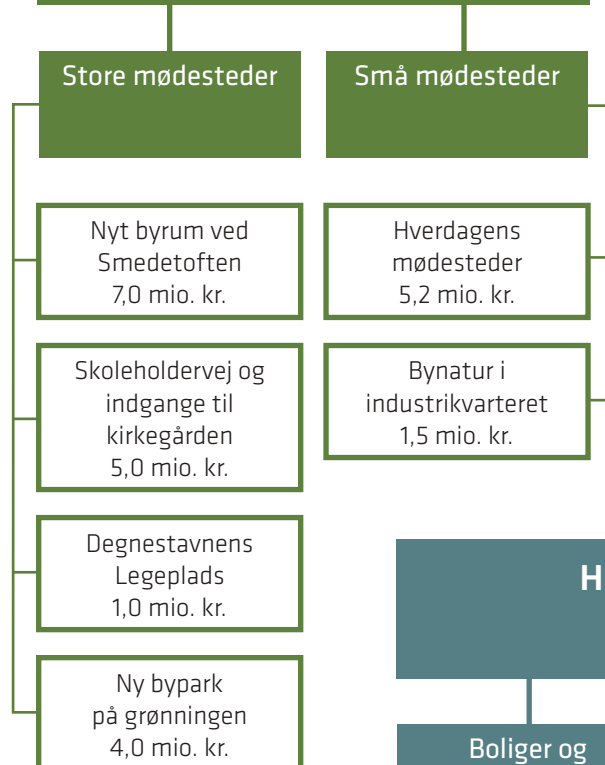 Store mødesteder
Nyt byrum ved
Smedetoften
7,0 mio. kr.
Skoleholdervej og
indgange til
kirkegården
5,0 mio. kr.
Degnestavnens
Legeplads
1,0 mio. kr.
Ny bypark
på grønningen
4,0 mio. kr.
Små mødesteder
Hverdagens
mødesteder
5,2 mio. kr.
Bynatur i
industrikvarteret
1,5 mio. kr.
H
Boliger og